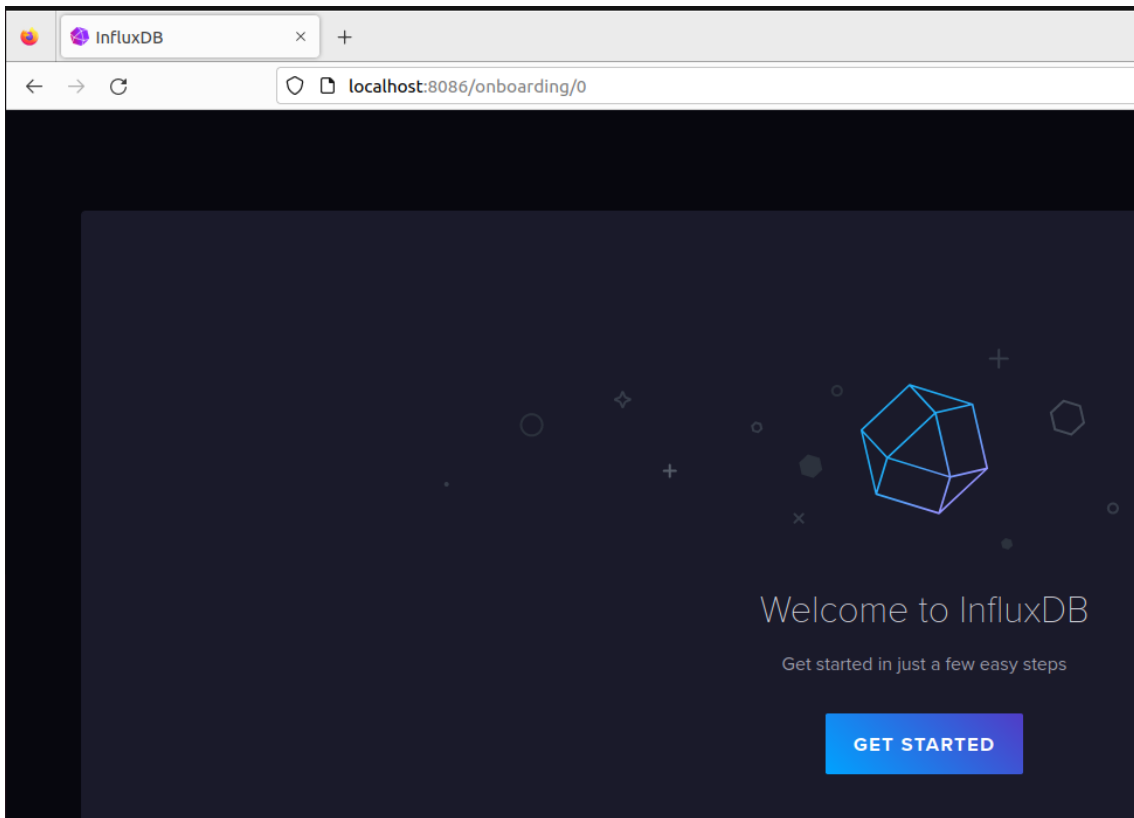 InfluxDB
localhost:8086/onboarding/0
Welcome to InfluxDB
Get started in just a few easy steps
GET STARTED